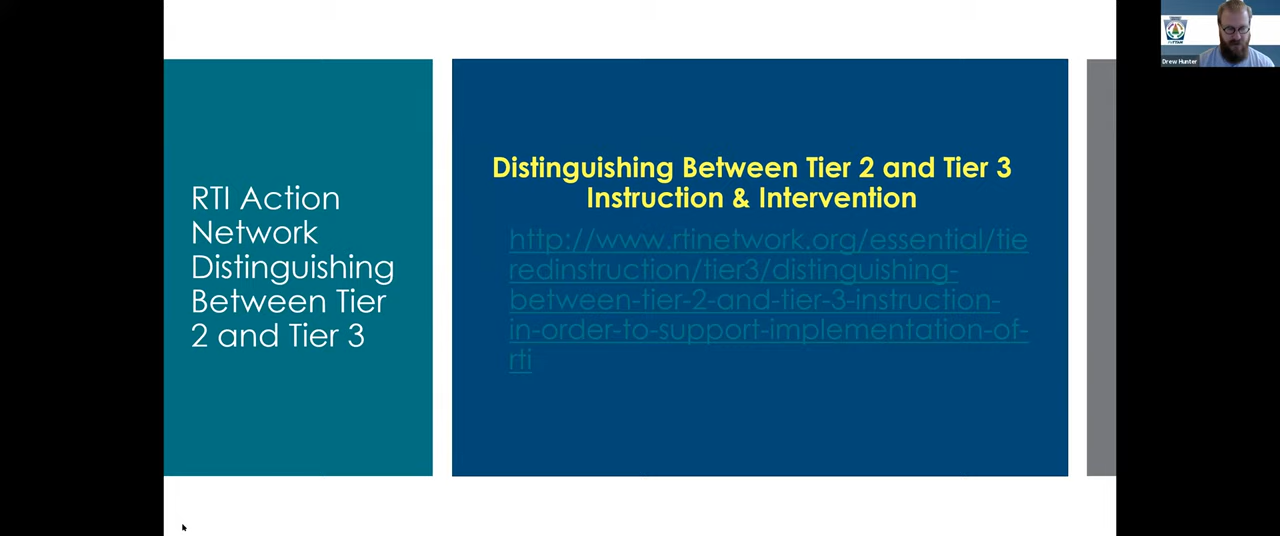 RTI Action
Network
Distinguishing
Between Tier
2 and Tier 3
Distinguishing Between Tier 2 and Tier 3
Instruction & Intervention
http://www.rtinetwork.org/essential/tie
redinstruction/tier3/distinguishing-
between-tier-2-and-tier-3-instruction-
in-order-to-support-implementation-of-
rti
Drew Hunter